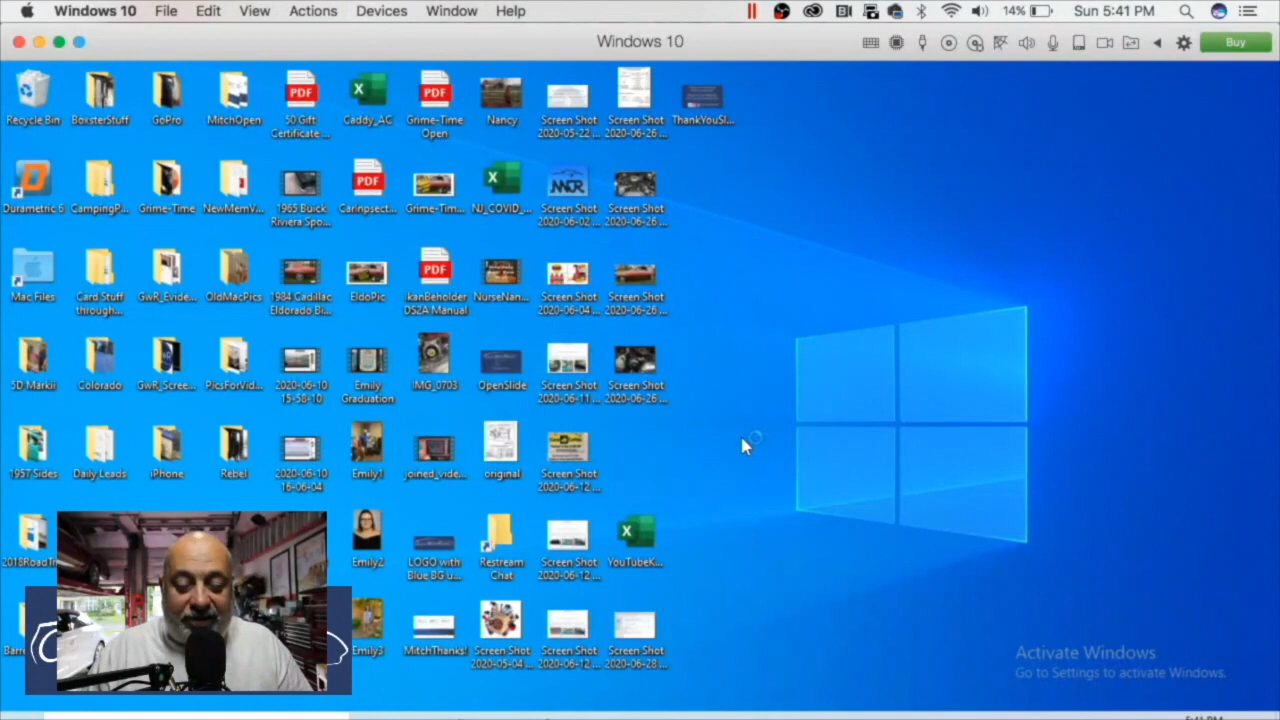 Windows 10 File Edit View Actions Devices Window Help 14% Sun 5:41 PM
Windows 10 Buy
Recycle Bin BoxsterStuff GoPro MitchOpen 50 Gift Certificate ... Caddy_AC Grime-Time Open Nancy Screen Shot 2020-05-22 ... Screen Shot 2020-06-26 ... ThankYouSl...
Durametric 6 CampingP... Grime-Time NewMemV... 1965 Buick Riviera Spo... Carinpsect... Grime-Tim... NJ_COVID_... Screen Shot 2020-06-02 ... Screen Shot 2020-06-26 ...
Mac Files Card Stuff through... GwR_Evide... OldMacPics 1984 Cadillac Eldorado Bi... EldoPic IkanBeholder DS2A Manual NurseNan... Screen Shot 2020-06-04 ... Screen Shot 2020-06-26 ...
5D MarkII Colorado GwR_Scree... PicsForVid... 2020-06-10 15-58-10 Emily Graduation IMG_0703 OpenSlide Screen Shot 2020-06-11 ... Screen Shot 2020-06-26 ...
1957 Sides Daily Leads iPhone Rebel 2020-06-10 16-06-04 Emily1 joined_vide... original Screen Shot 2020-06-12 ...
2018RoadTr Emily2 LOGO with Blue BG u... Restream Chat Screen Shot 2020-06-12 ... YouTubeK...
Barre Emily3 MitchThanks! Screen Shot 2020-05-04 ... Screen Shot 2020-06-12 ... Screen Shot 2020-06-28 ...
PDF
PDF
PDF
PDF
Activate Windows
Go to Settings to activate Windows.